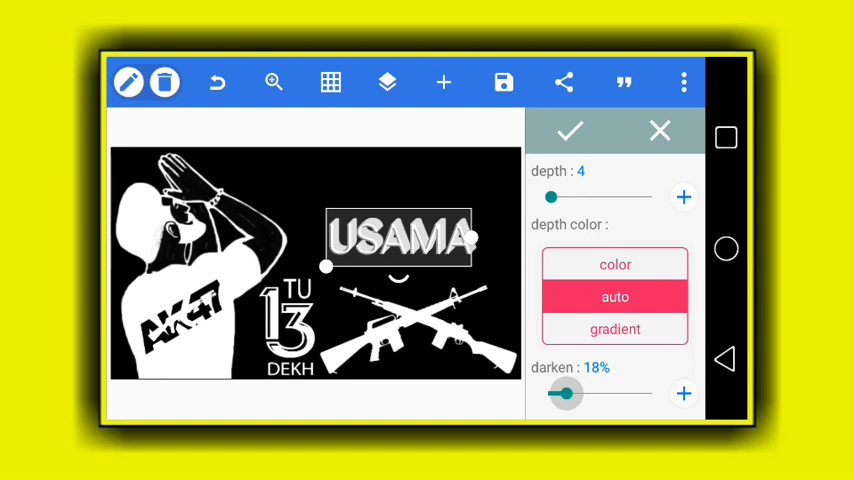 depth : 4
depth color :
color
auto
gradient
darken : 18%
USAMA
AK47
TU
13
DEKH